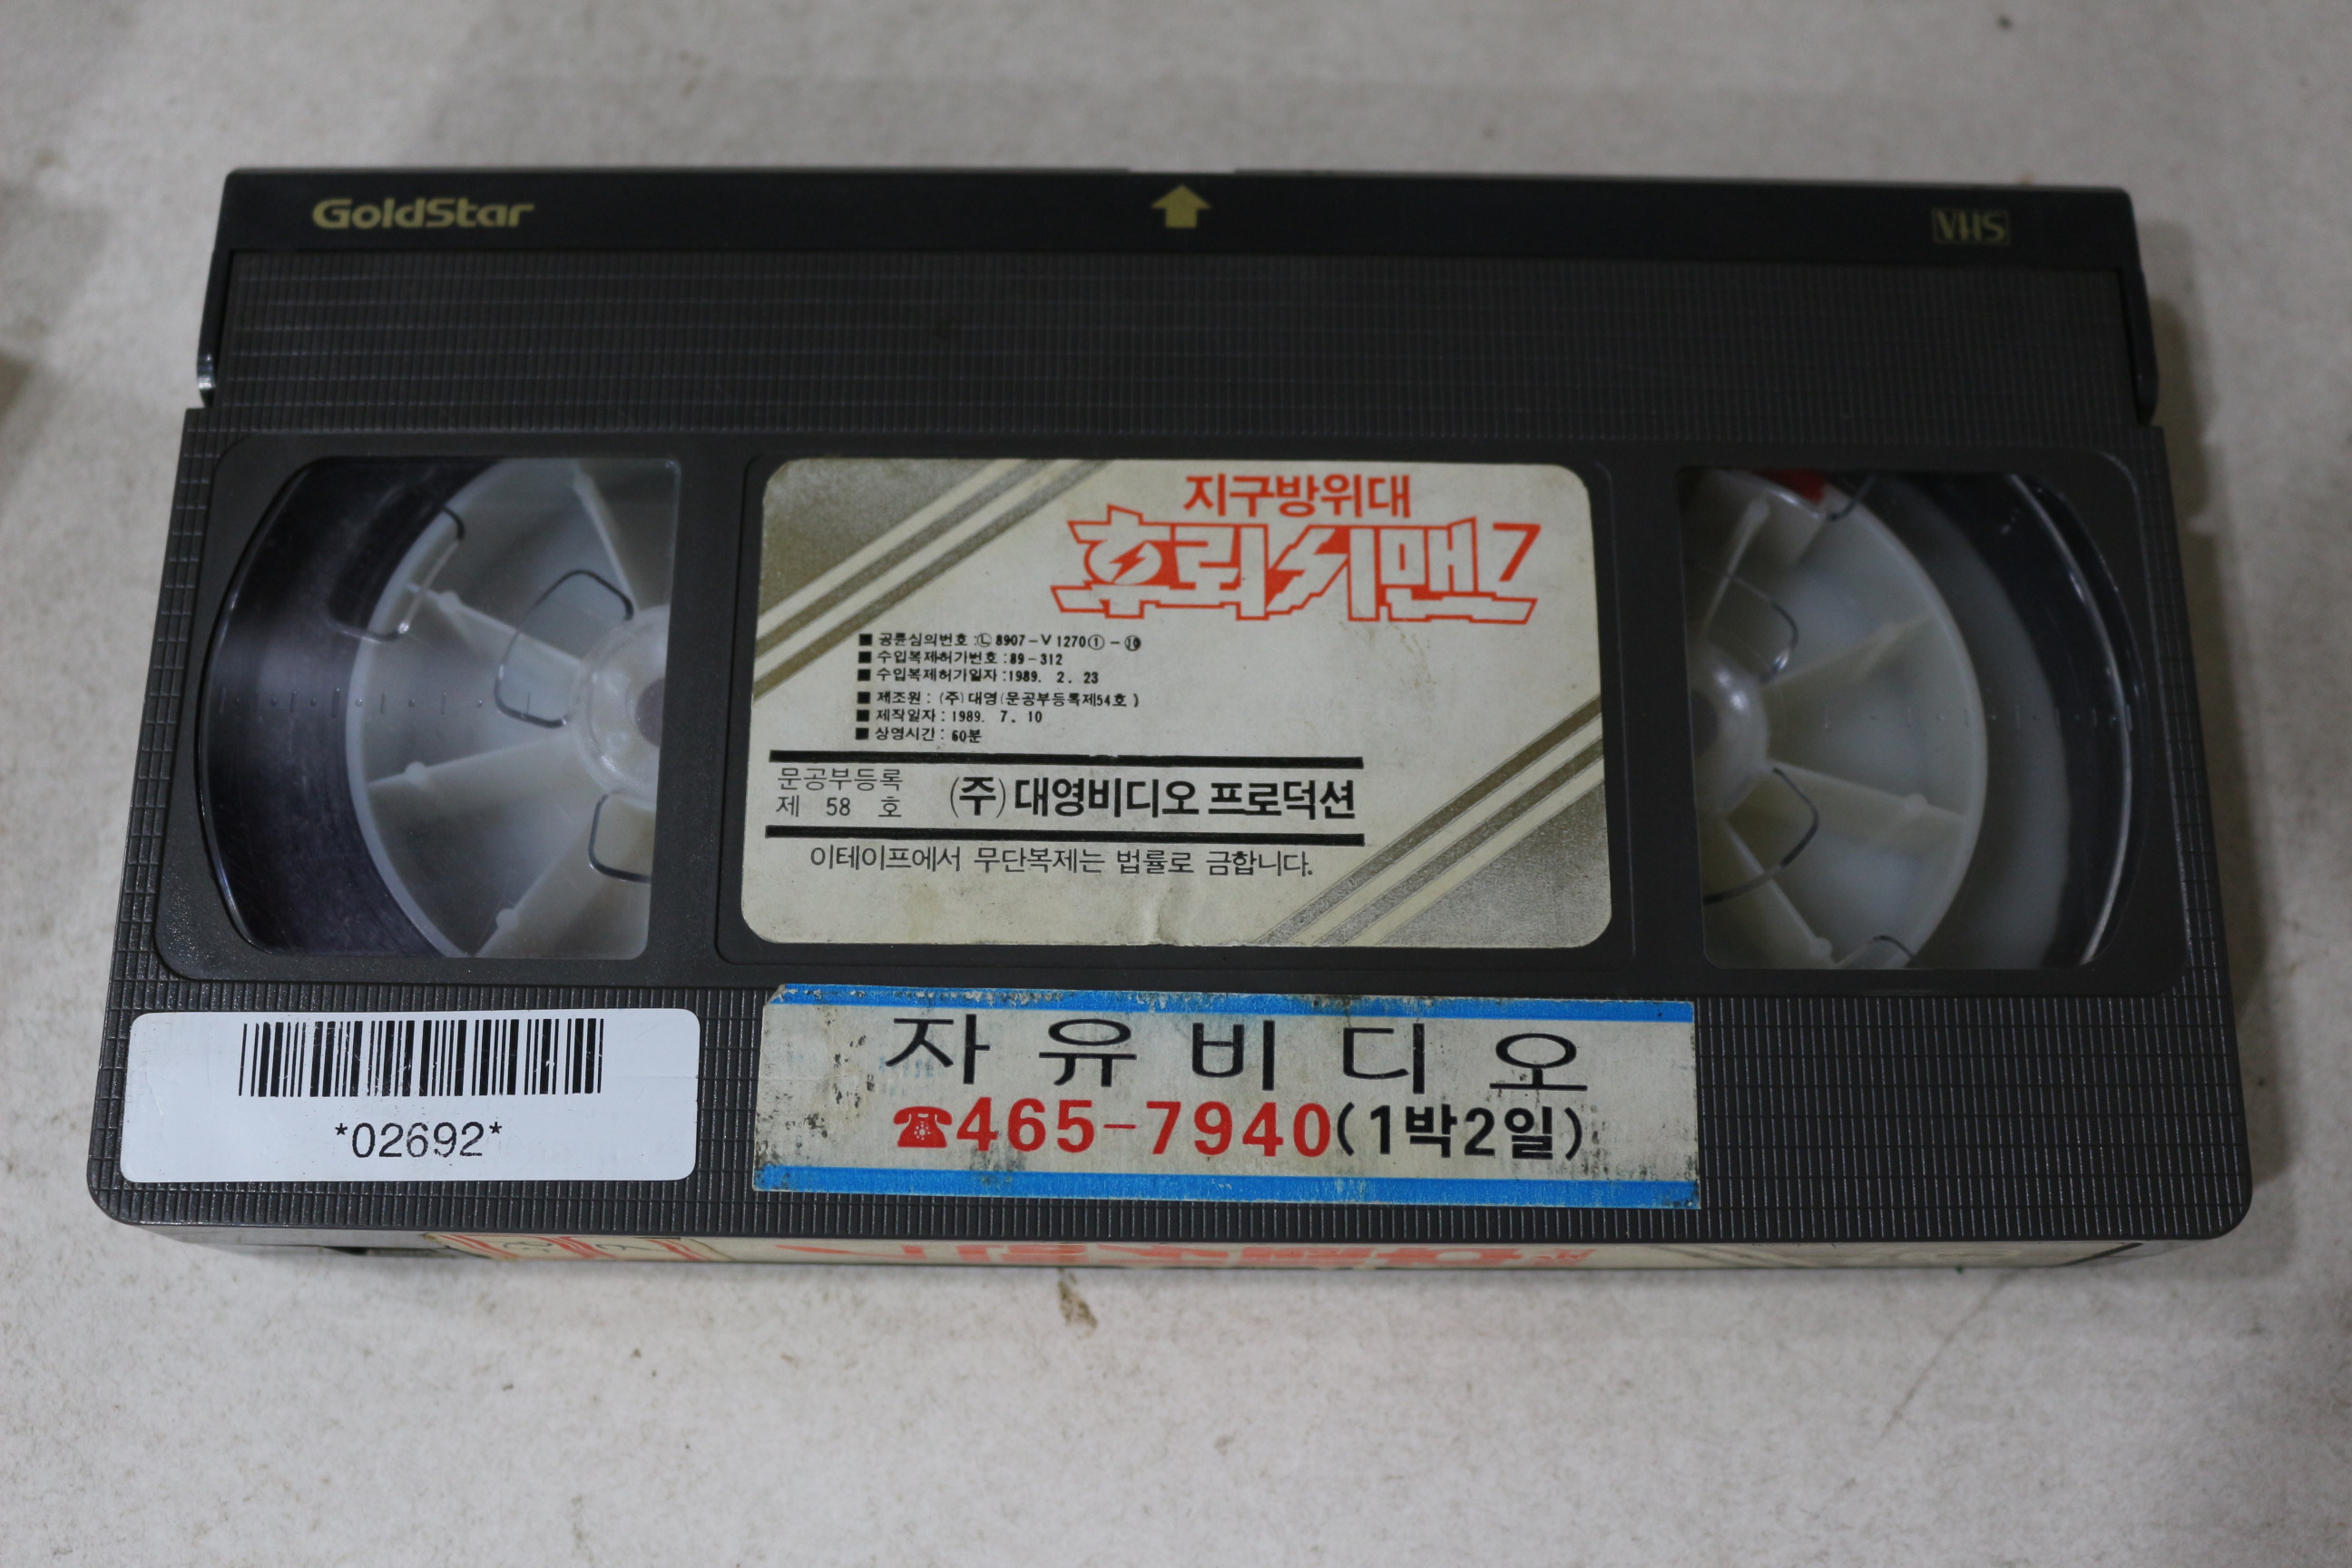 GoldStar
VHS
지구방위대
후뢰시맨 7
■ 공륜심의번호 :Ⓛ 8907-V1270①-⑩
■ 수입복제허가번호 : 89-312
■ 수입복제허가일자 : 1989. 2. 23
■ 제조원 : (주) 대영(문공부등록제54호)
■ 제작일자 : 1989. 7. 10
■ 상영시간 : 60분
문공부등록
제 58 호
(주) 대영비디오 프로덕션
이테이프에서 무단복제는 법률로 금합니다.
자유비디오
☎465-7940(1박2일)
*02692*